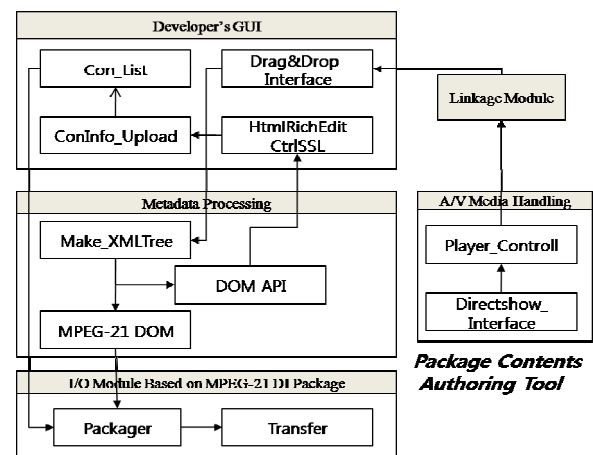 Developer's GUI
Con_List
Drag&Drop
Interface
ConInfo_Upload
HtmlRichEdit
CtrlSSL
Linkage Module
Metadata Processing
Make_XMLTree
DOM API
MPEG-21 DOM
A/V Media Handling
Player_Controll
Directshow_
Interface
Package Contents
Authoring Tool
I/O Module Based on MPEG-21 DI Package
Packager
Transfer